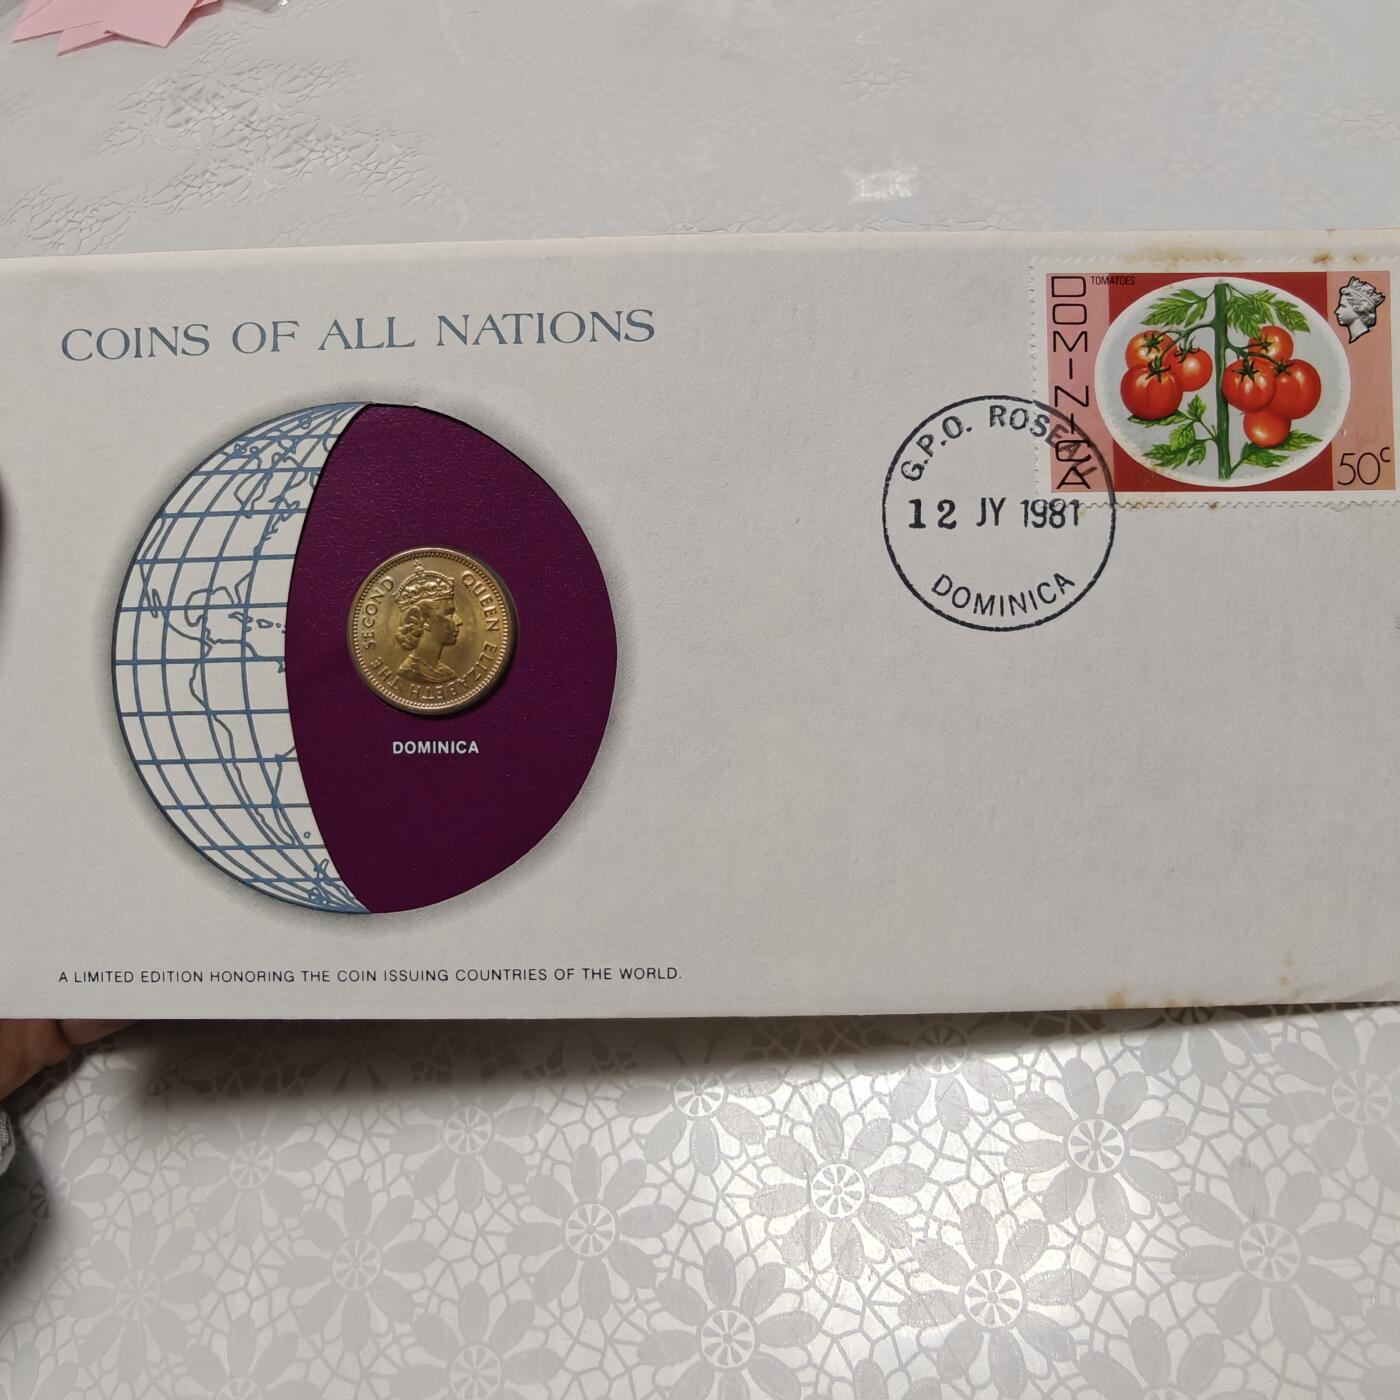 COINS OF ALL NATIONS
QUEEN ELIZABETH THE SECOND
DOMINICA
A LIMITED EDITION HONORING THE COIN ISSUING COUNTRIES OF THE WORLD.
TOMATOES
DOMINICA
50c
G.P.O. ROSEAU
12 JY 1981
DOMINICA